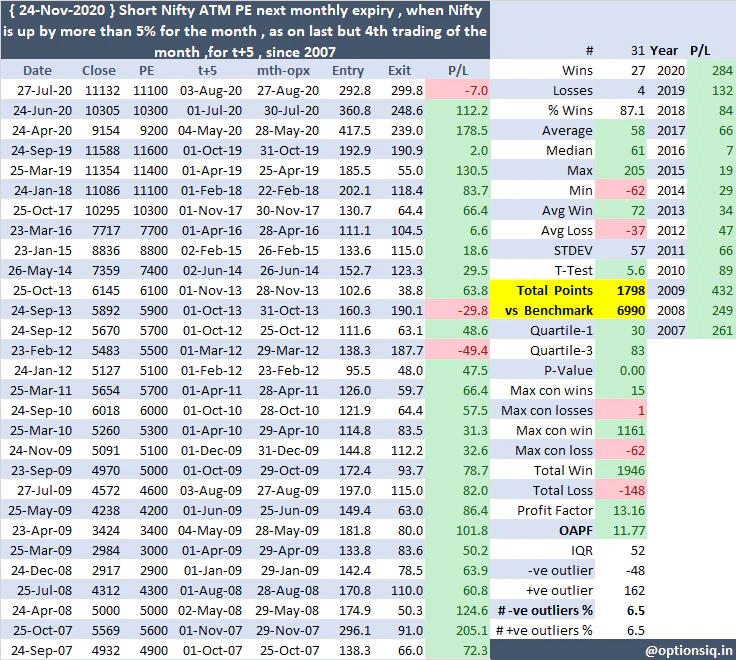 { 24-Nov-2020 } Short Nifty ATM PE next monthly expiry , when Nifty
is up by more than 5% for the month , as on last but 4th trading of the
month ,for t+5 , since 2007
Date Close PE t+5 mth-opx Entry Exit P/L
27-Jul-20 11132 11100 03-Aug-20 27-Aug-20 292.8 299.8 -7.0
24-Jun-20 10305 10300 01-Jul-20 30-Jul-20 360.8 248.6 112.2
24-Apr-20 9154 9200 04-May-20 28-May-20 417.5 239.0 178.5
24-Sep-19 11588 11600 01-Oct-19 31-Oct-19 192.9 190.9 2.0
25-Mar-19 11354 11400 01-Apr-19 25-Apr-19 185.5 55.0 130.5
24-Jan-18 11086 11100 01-Feb-18 22-Feb-18 202.1 118.4 83.7
25-Oct-17 10295 10300 01-Nov-17 30-Nov-17 130.7 64.4 66.4
23-Mar-16 7717 7700 01-Apr-16 28-Apr-16 111.1 104.5 6.6
23-Jan-15 8836 8800 02-Feb-15 26-Feb-15 133.6 115.0 18.6
26-May-14 7359 7400 02-Jun-14 26-Jun-14 152.7 123.3 29.5
25-Oct-13 6145 6100 01-Nov-13 28-Nov-13 102.6 38.8 63.8
24-Sep-13 5892 5900 01-Oct-13 31-Oct-13 160.3 190.1 -29.8
24-Sep-12 5670 5700 01-Oct-12 25-Oct-12 111.6 63.1 48.6
23-Feb-12 5483 5500 01-Mar-12 29-Mar-12 138.3 187.7 -49.4
24-Jan-12 5127 5100 01-Feb-12 23-Feb-12 95.5 48.0 47.5
25-Mar-11 5654 5700 01-Apr-11 28-Apr-11 126.0 59.7 66.4
24-Sep-10 6018 6000 01-Oct-10 28-Oct-10 121.9 64.4 57.5
25-Mar-10 5260 5300 01-Apr-10 29-Apr-10 114.8 83.5 31.3
24-Nov-09 5091 5100 01-Dec-09 31-Dec-09 144.8 112.2 32.6
23-Sep-09 4970 5000 01-Oct-09 29-Oct-09 172.4 93.7 78.7
27-Jul-09 4572 4600 03-Aug-09 27-Aug-09 197.0 115.0 82.0
25-May-09 4238 4200 01-Jun-09 25-Jun-09 149.4 63.0 86.4
23-Apr-09 3424 3400 04-May-09 28-May-09 181.8 80.0 101.8
25-Mar-09 2984 3000 01-Apr-09 29-Apr-09 133.8 83.6 50.2
24-Dec-08 2917 2900 01-Jan-09 29-Jan-09 142.4 78.5 63.9
25-Jul-08 4312 4300 01-Aug-08 28-Aug-08 170.8 110.0 60.8
24-Apr-08 5000 5000 02-May-08 29-May-08 174.9 50.3 124.6
25-Oct-07 5569 5600 01-Nov-07 29-Nov-07 296.1 91.0 205.1
24-Sep-07 4932 4900 01-Oct-07 25-Oct-07 138.3 66.0 72.3
# 31 Year P/L
Wins 27 2020 284
Losses 4 2019 132
% Wins 87.1 2018 84
Average 58 2017 66
Median 61 2016 7
Max 205 2015 19
Min -62 2014 29
Avg Win 72 2013 34
Avg Loss -37 2012 47
STDEV 57 2011 66
T-Test 5.6 2010 89
Total Points 1798 2009 432
vs Benchmark 6990 2008 249
Quartile-1 30 2007 261
Quartile-3 83
P-Value 0.00
Max con wins 15
Max con losses 1
Max con win 1161
Max con loss -62
Total Win 1946
Total Loss -148
Profit Factor 13.16
OAPF 11.77
IQR 52
-ve outlier -48
+ve outlier 162
# -ve outliers % 6.5
# +ve outliers % 6.5
@optionsiq.in